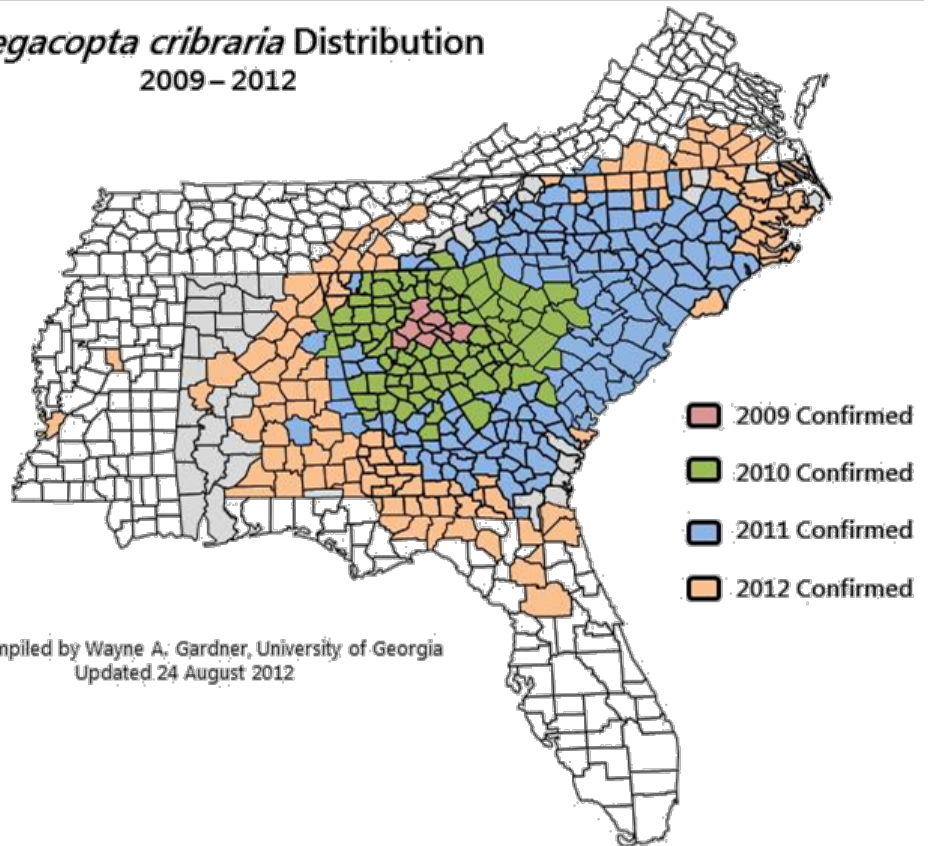 egacopta cribraria Distribution
2009 – 2012
2009 Confirmed
2010 Confirmed
2011 Confirmed
2012 Confirmed
mpiled by Wayne A. Gardner, University of Georgia
Updated 24 August 2012